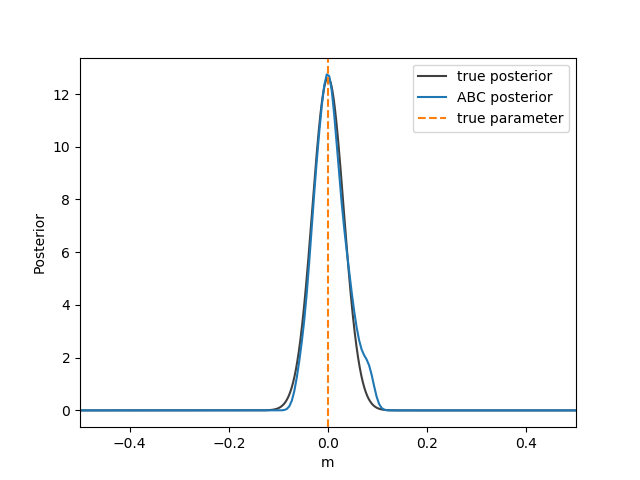 true posterior
ABC posterior
true parameter
12
10
8
6
4
2
0
Posterior
−0.4
−0.2
0.0
0.2
0.4
m